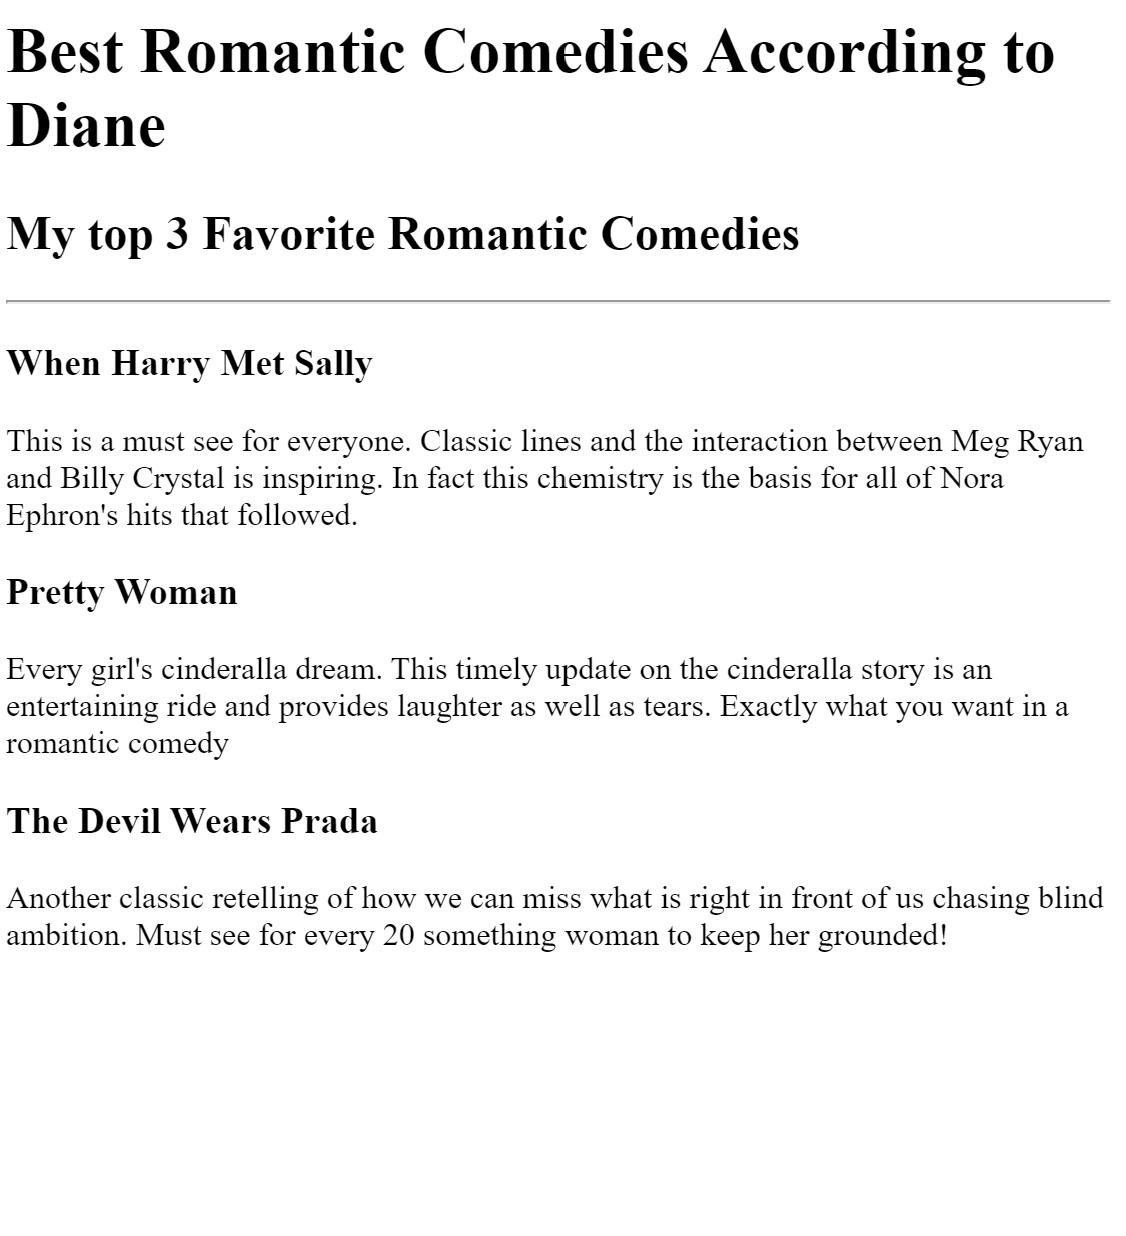 Best Romantic Comedies According to
Diane
My top 3 Favorite Romantic Comedies
When Harry Met Sally
This is a must see for everyone. Classic lines and the interaction between Meg Ryan
and Billy Crystal is inspiring. In fact this chemistry is the basis for all of Nora
Ephron's hits that followed.
Pretty Woman
Every girl's cinderalla dream. This timely update on the cinderalla story is an
entertaining ride and provides laughter as well as tears. Exactly what you want in a
romantic comedy
The Devil Wears Prada
Another classic retelling of how we can miss what is right in front of us chasing blind
ambition. Must see for every 20 something woman to keep her grounded!